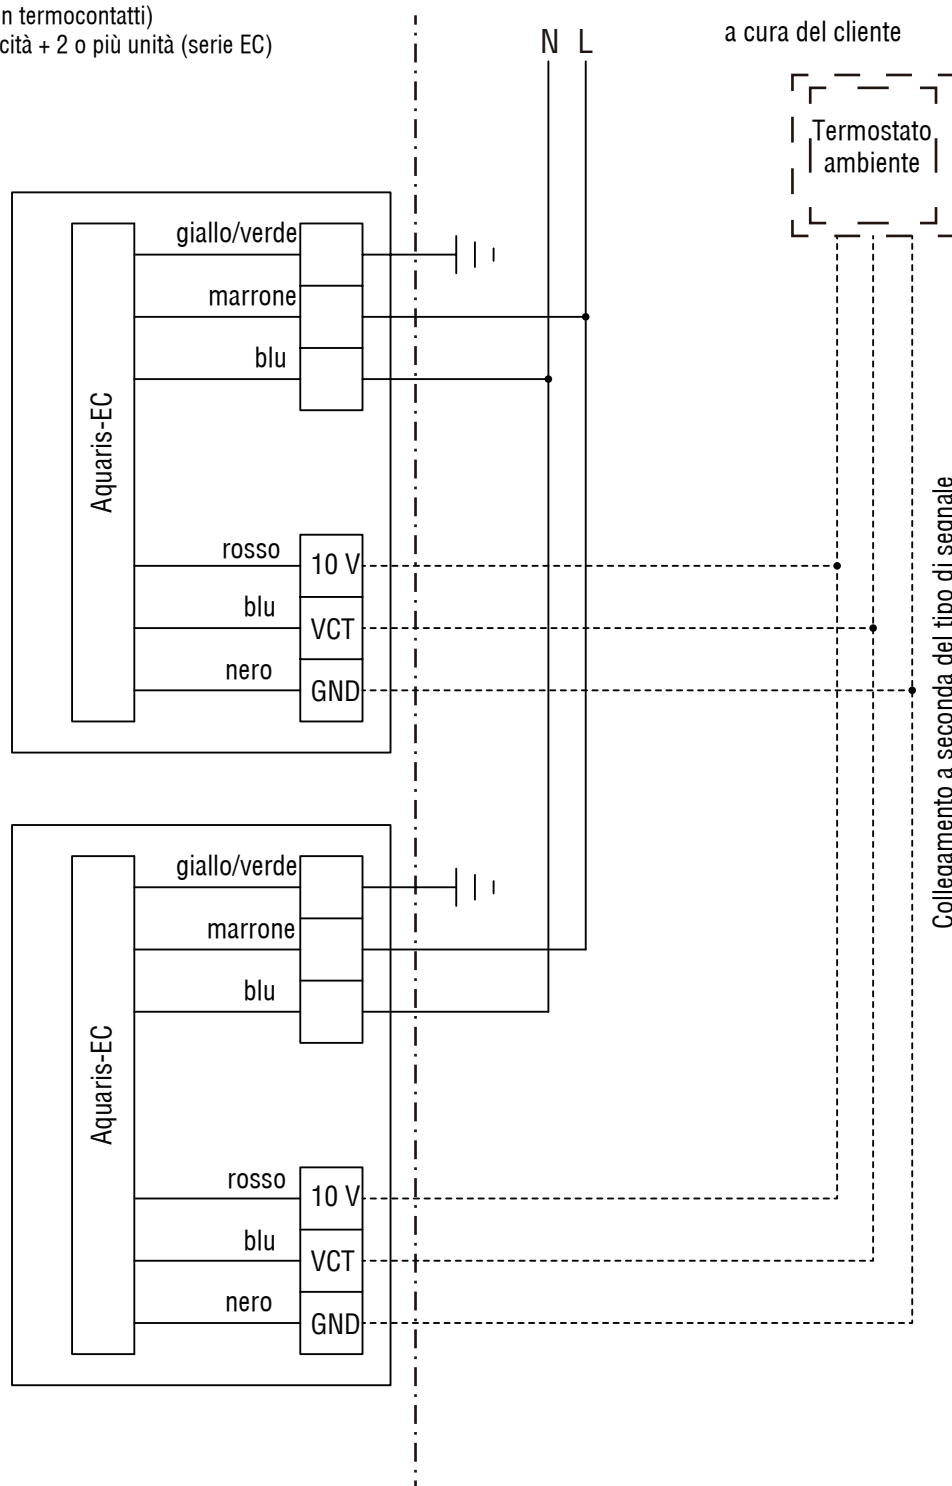 termocontatti)
+ 2 o più unità (serie EC)
N L
a cura del cliente
Termostato
ambiente
giallo/verde
marrone
blu
Aquaris-EC
rosso
10 V
blu
VCT
nero
GND
Collegamento a seconda del tipo di segnale
giallo/verde
marrone
blu
Aquaris-EC
rosso
10 V
blu
VCT
nero
GND